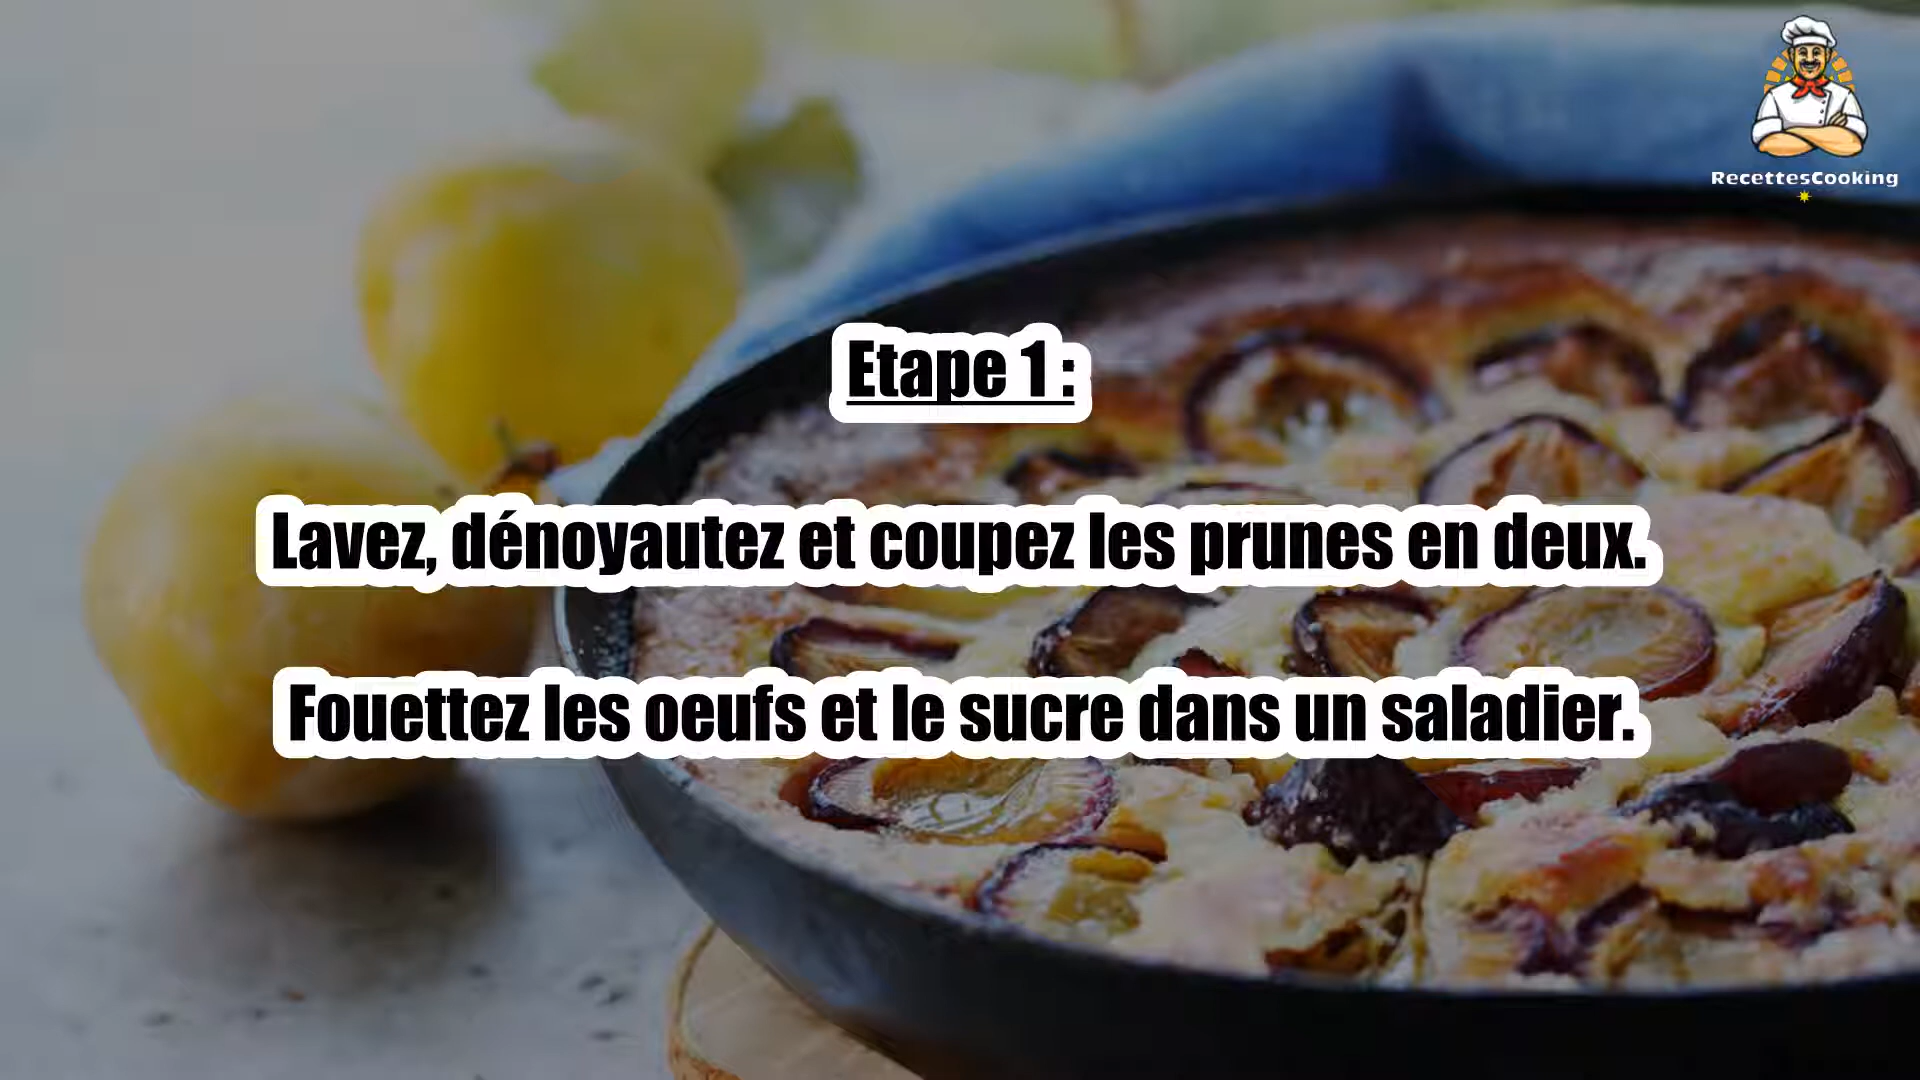 RecettesCooking
Etape 1 :
Lavez, dénoyautez et coupez les prunes en deux.
Fouettez les oeufs et le sucre dans un saladier.